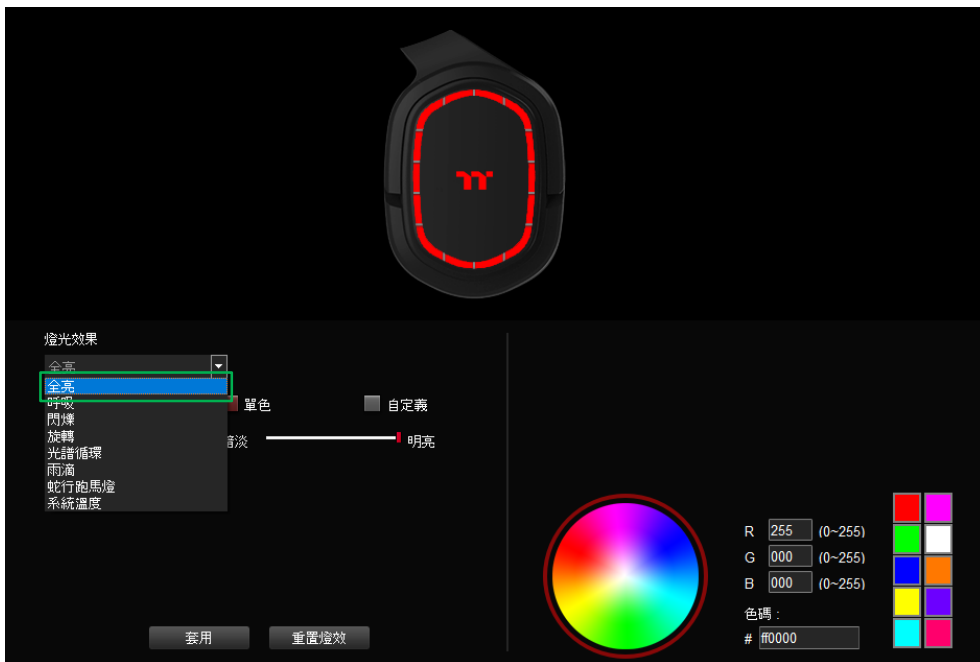 燈光效果
全亮
全亮
呼吸
閃爍
旋轉
光譜循環
雨滴
蛇行跑馬燈
系統溫度
單色 自定義
暗淡 明亮
R 255 (0~255)
G 000 (0~255)
B 000 (0~255)
色碼：
# ff0000
套用 重置燈效